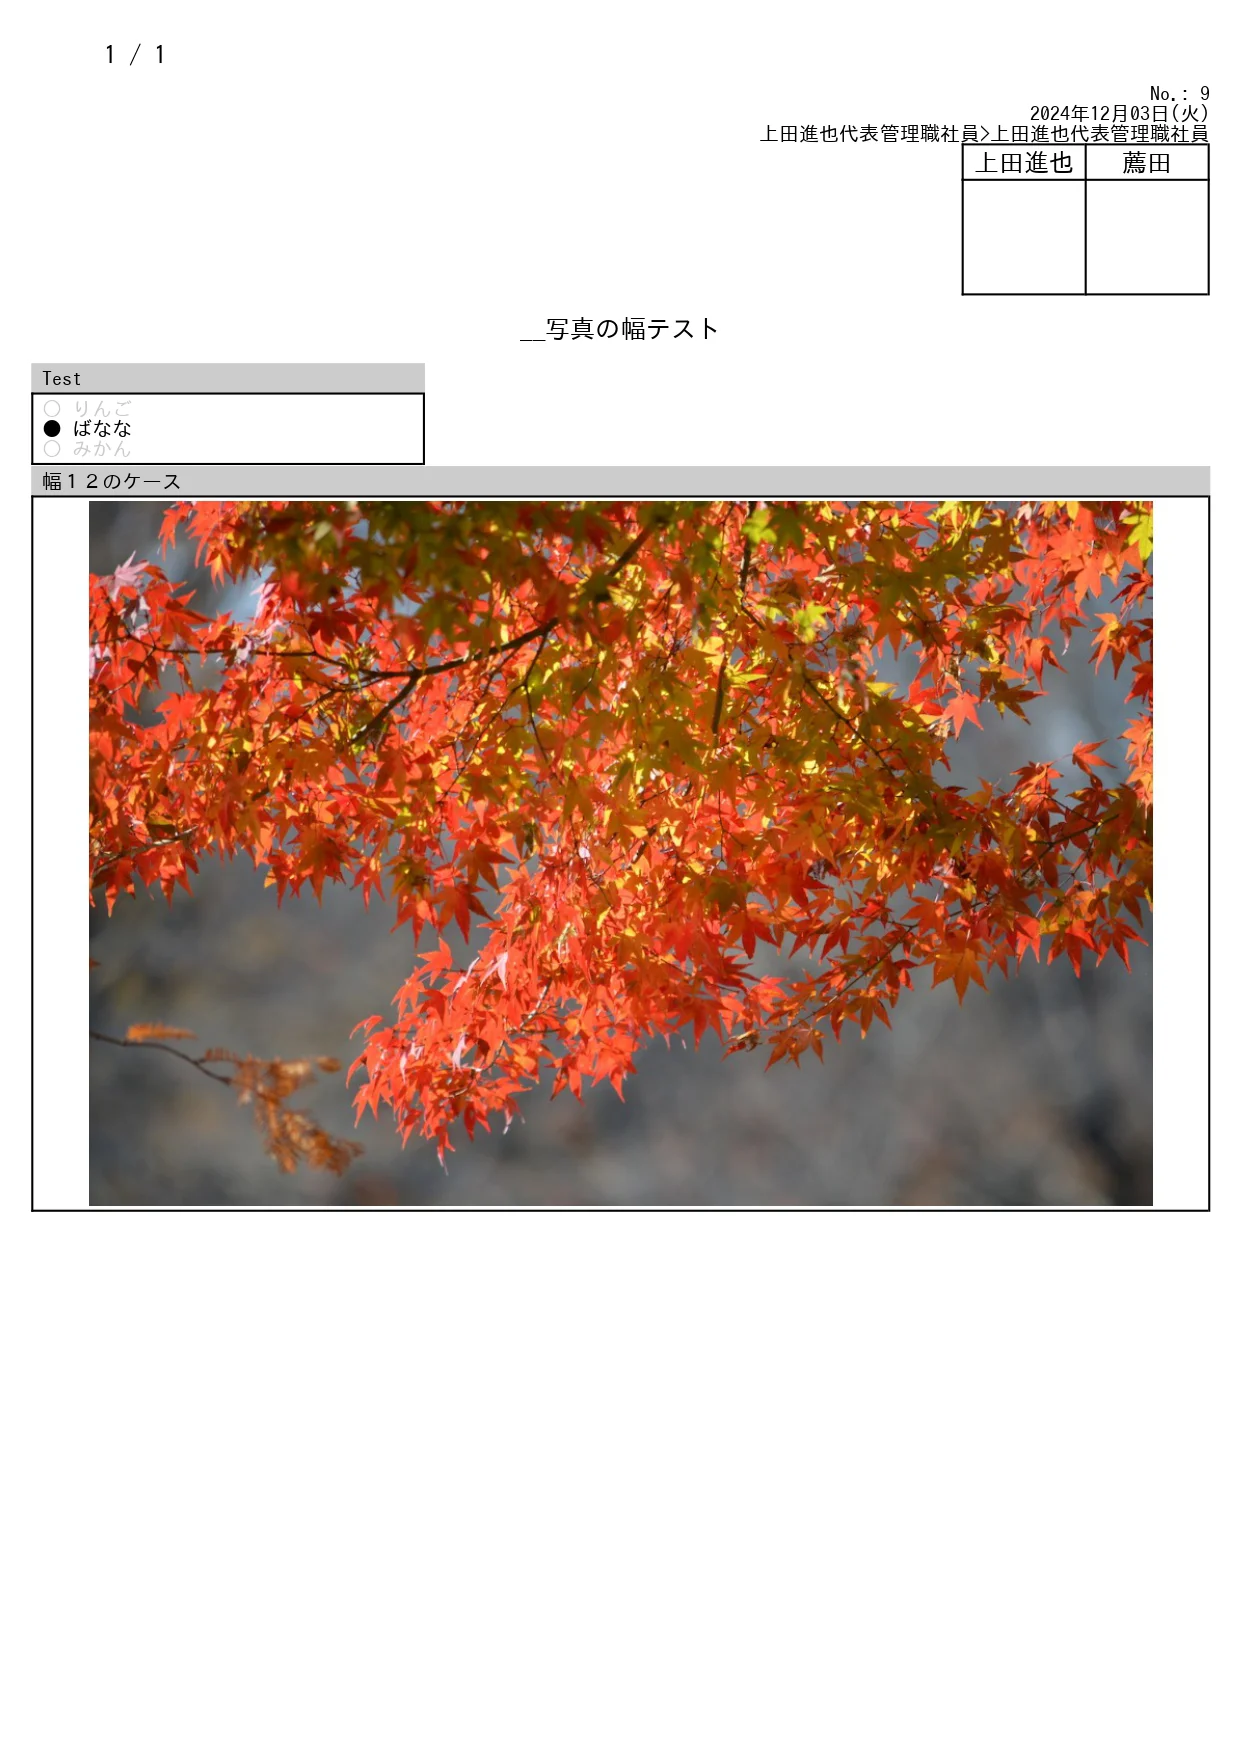 1 / 1
No.: 9
2024年12月03日(火)
上田進也代表管理職社員>上田進也代表管理職社員
上田進也 薦田
__写真の幅テスト
Test
○ りんご
● ばなな
○ みかん
幅１２のケース